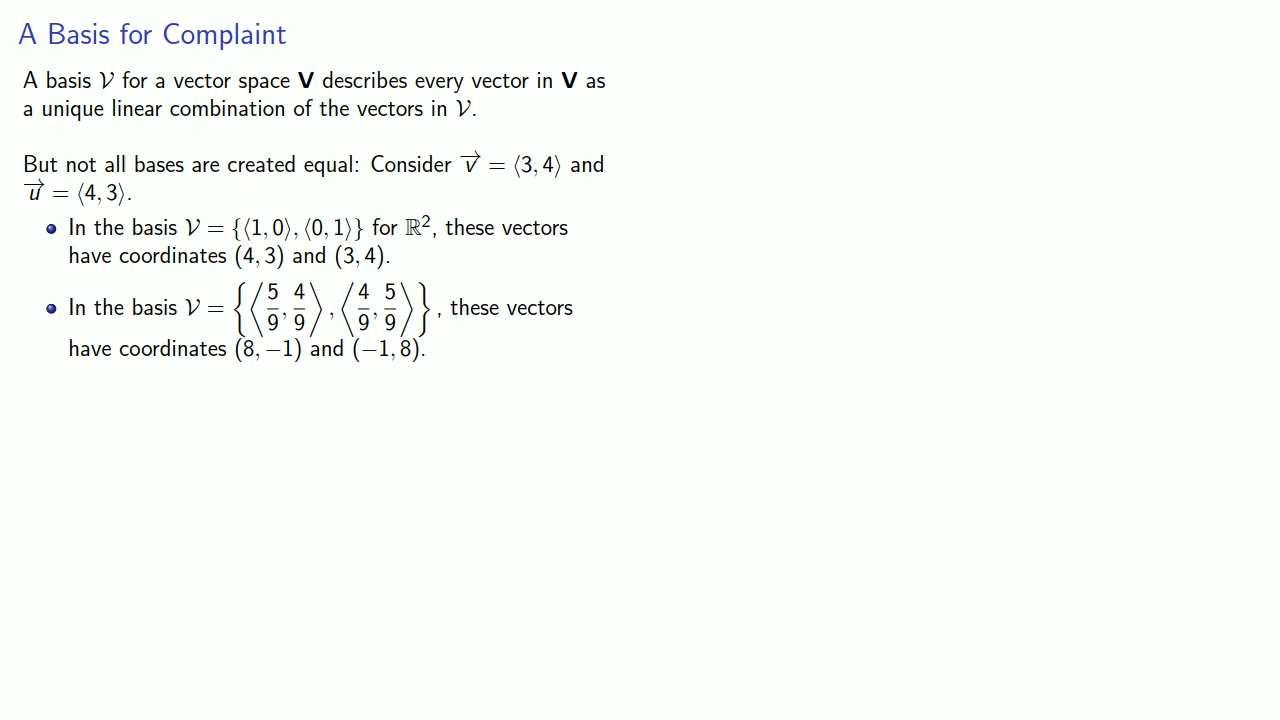 A Basis for Complaint
A basis 𝒱 for a vector space V describes every vector in V as
a unique linear combination of the vectors in 𝒱.
But not all bases are created equal: Consider v⃗ = ⟨3, 4⟩ and
u⃗ = ⟨4, 3⟩.
In the basis 𝒱 = {⟨1, 0⟩, ⟨0, 1⟩} for ℝ², these vectors
have coordinates (4, 3) and (3, 4).
In the basis 𝒱 = {⟨5/9, 4/9⟩, ⟨4/9, 5/9⟩}, these vectors
have coordinates (8, −1) and (−1, 8).